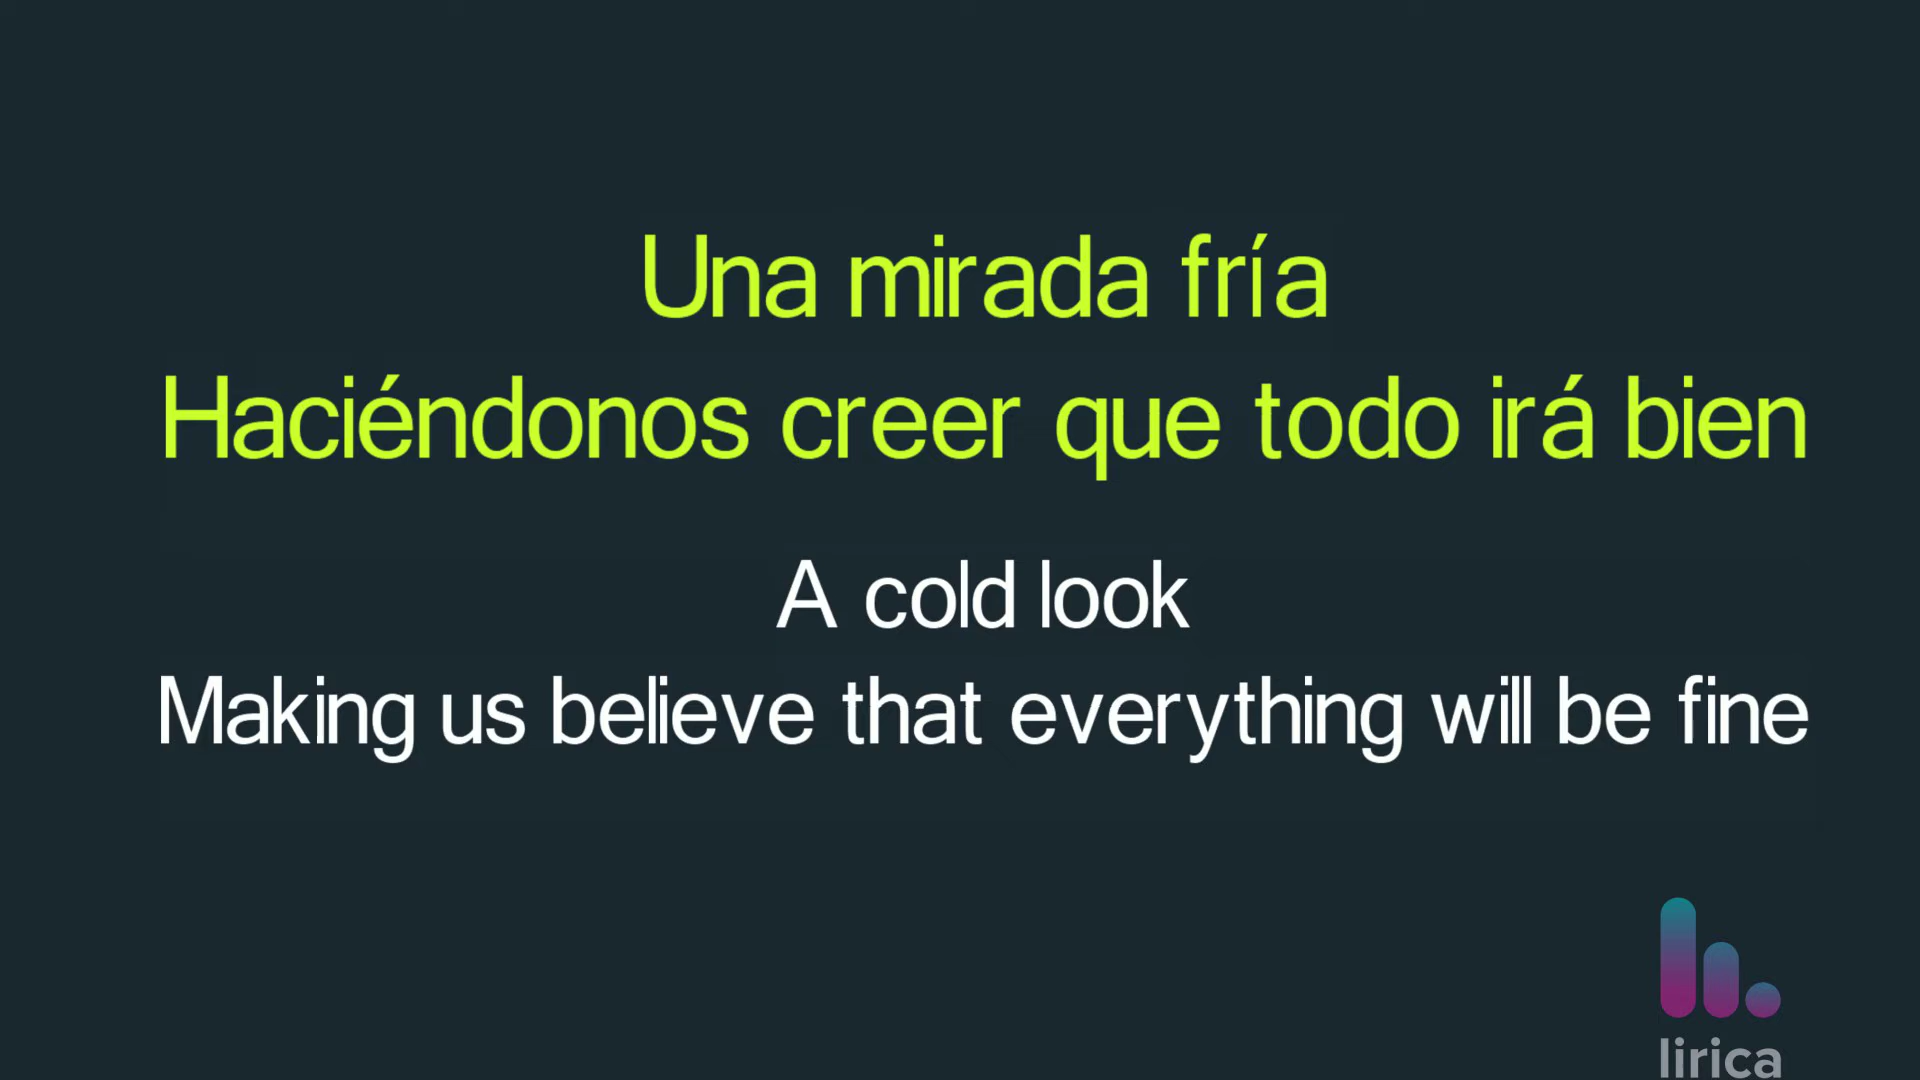 Una mirada fría
Haciéndonos creer que todo irá bien
A cold look
Making us believe that everything will be fine
lirica